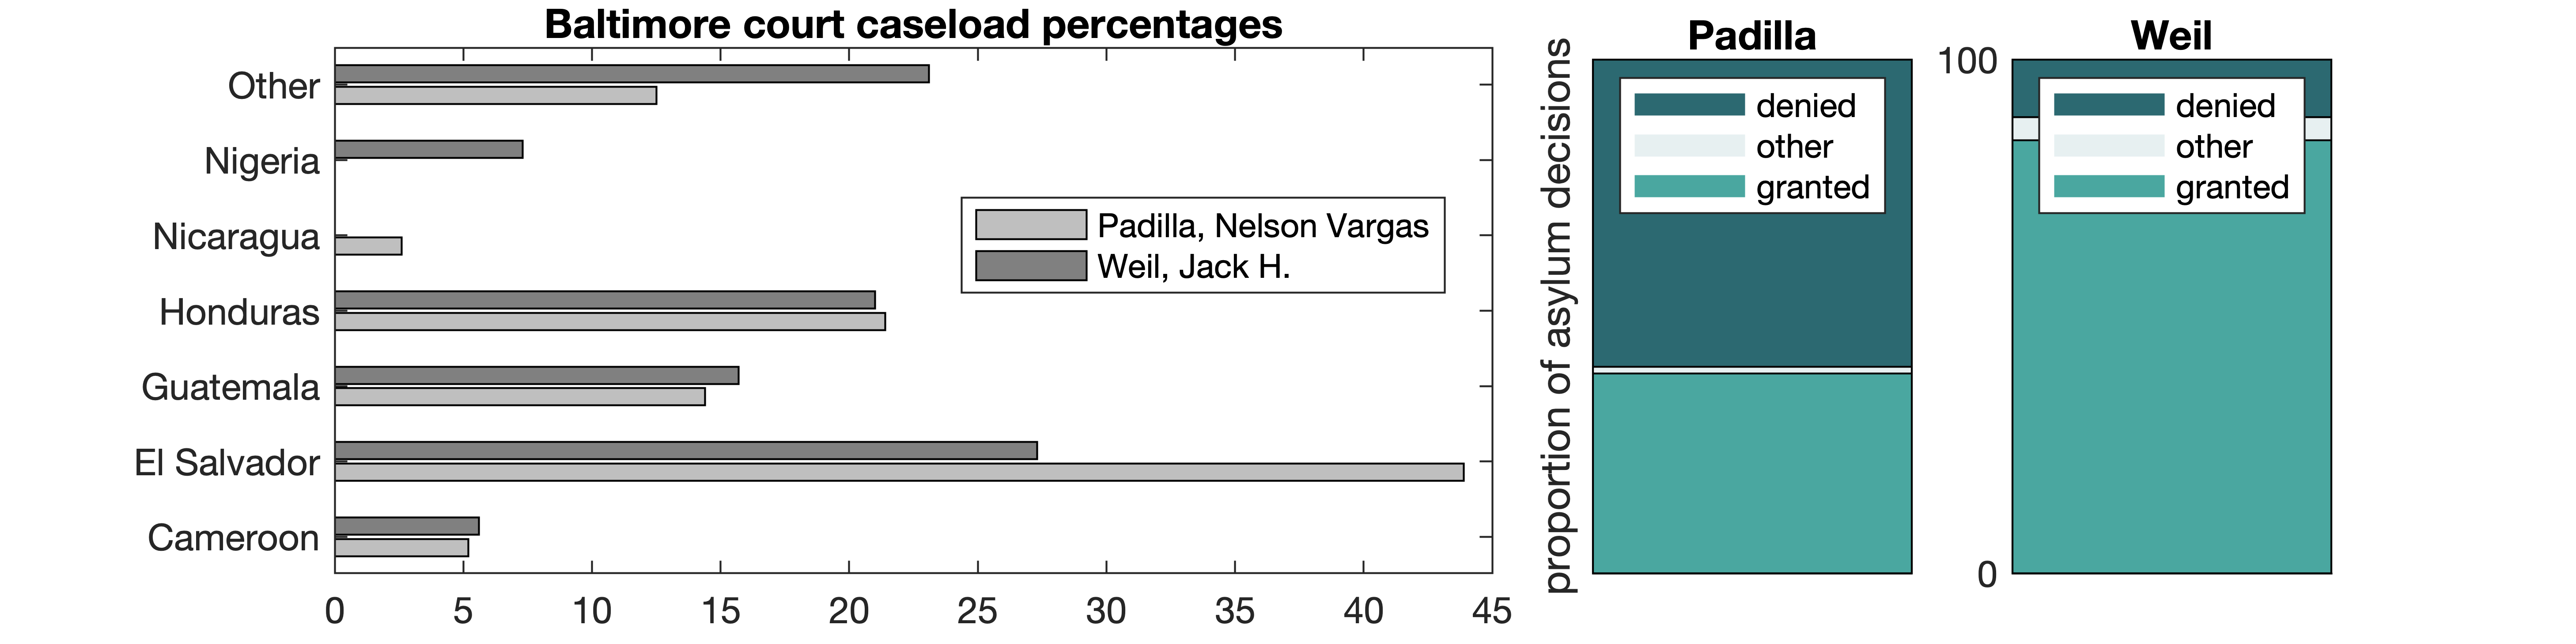 Baltimore court caseload percentages
Other
Nigeria
Nicaragua
Honduras
Guatemala
El Salvador
Cameroon
0 5 10 15 20 25 30 35 40 45
Padilla, Nelson Vargas
Weil, Jack H.
proportion of asylum decisions
Padilla
denied
other
granted
Weil
100
0
denied
other
granted